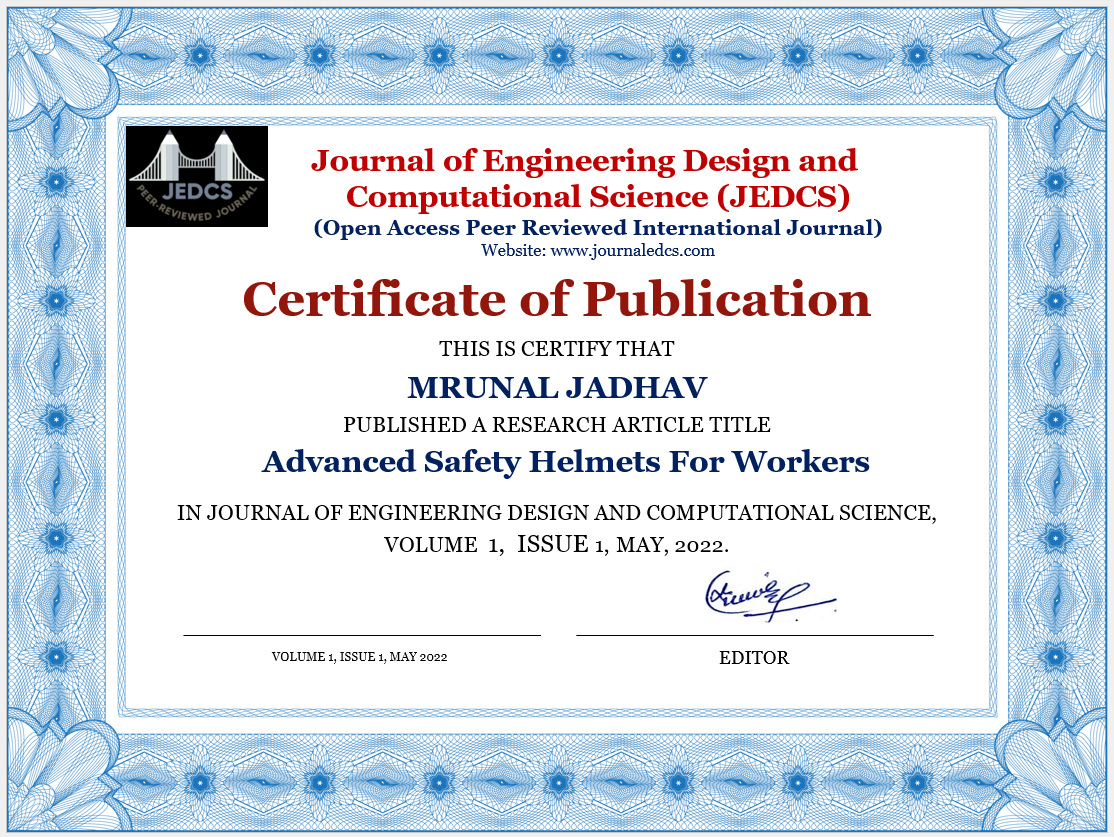 JEDCS
PEER-REVIEWED JOURNAL
Journal of Engineering Design and
Computational Science (JEDCS)
(Open Access Peer Reviewed International Journal)
Website: www.journaledcs.com
Certificate of Publication
THIS IS CERTIFY THAT
MRUNAL JADHAV
PUBLISHED A RESEARCH ARTICLE TITLE
Advanced Safety Helmets For Workers
IN JOURNAL OF ENGINEERING DESIGN AND COMPUTATIONAL SCIENCE,
VOLUME 1, ISSUE 1, MAY, 2022.
VOLUME 1, ISSUE 1, MAY 2022
EDITOR